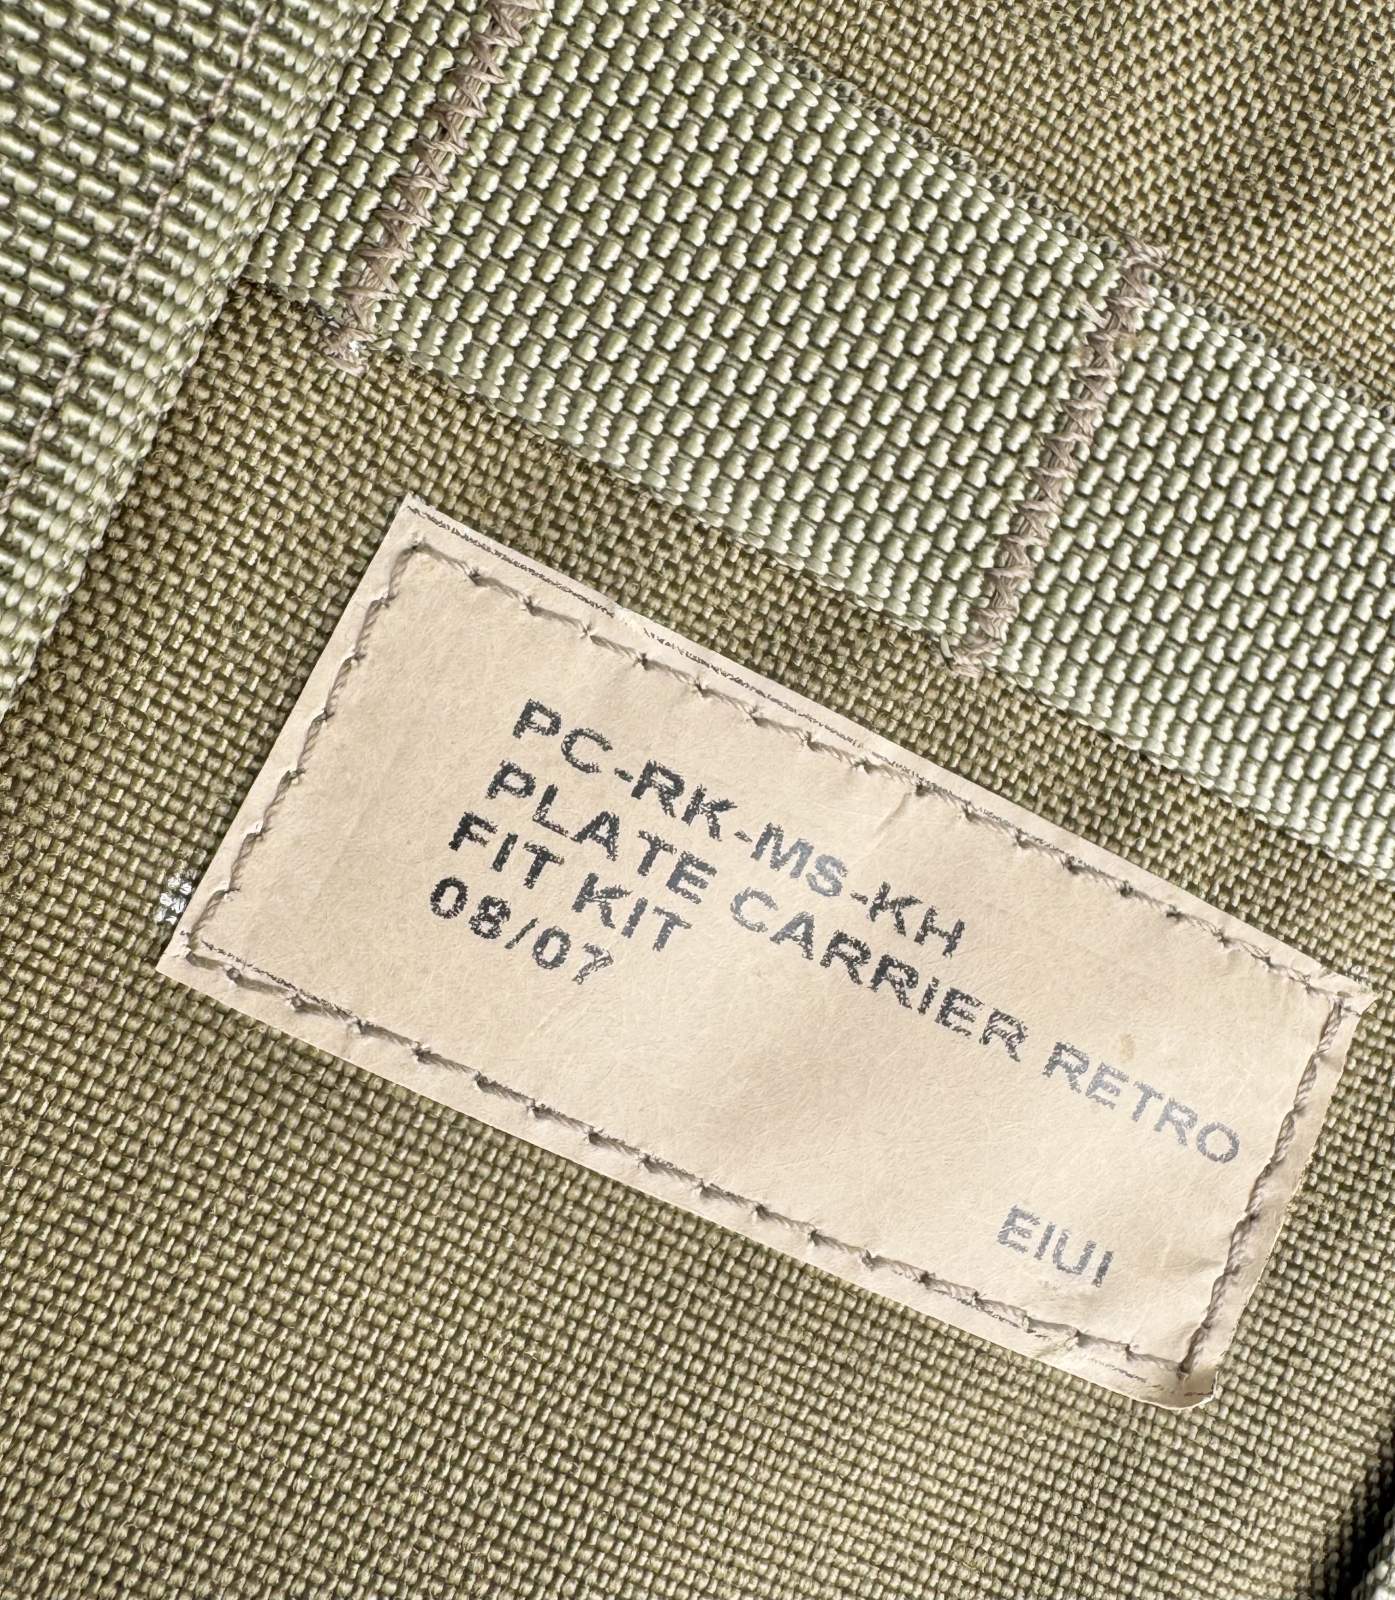 PC-RK-MS-KH
PLATE CARRIER RETRO
FIT KIT
08/07
EIUI